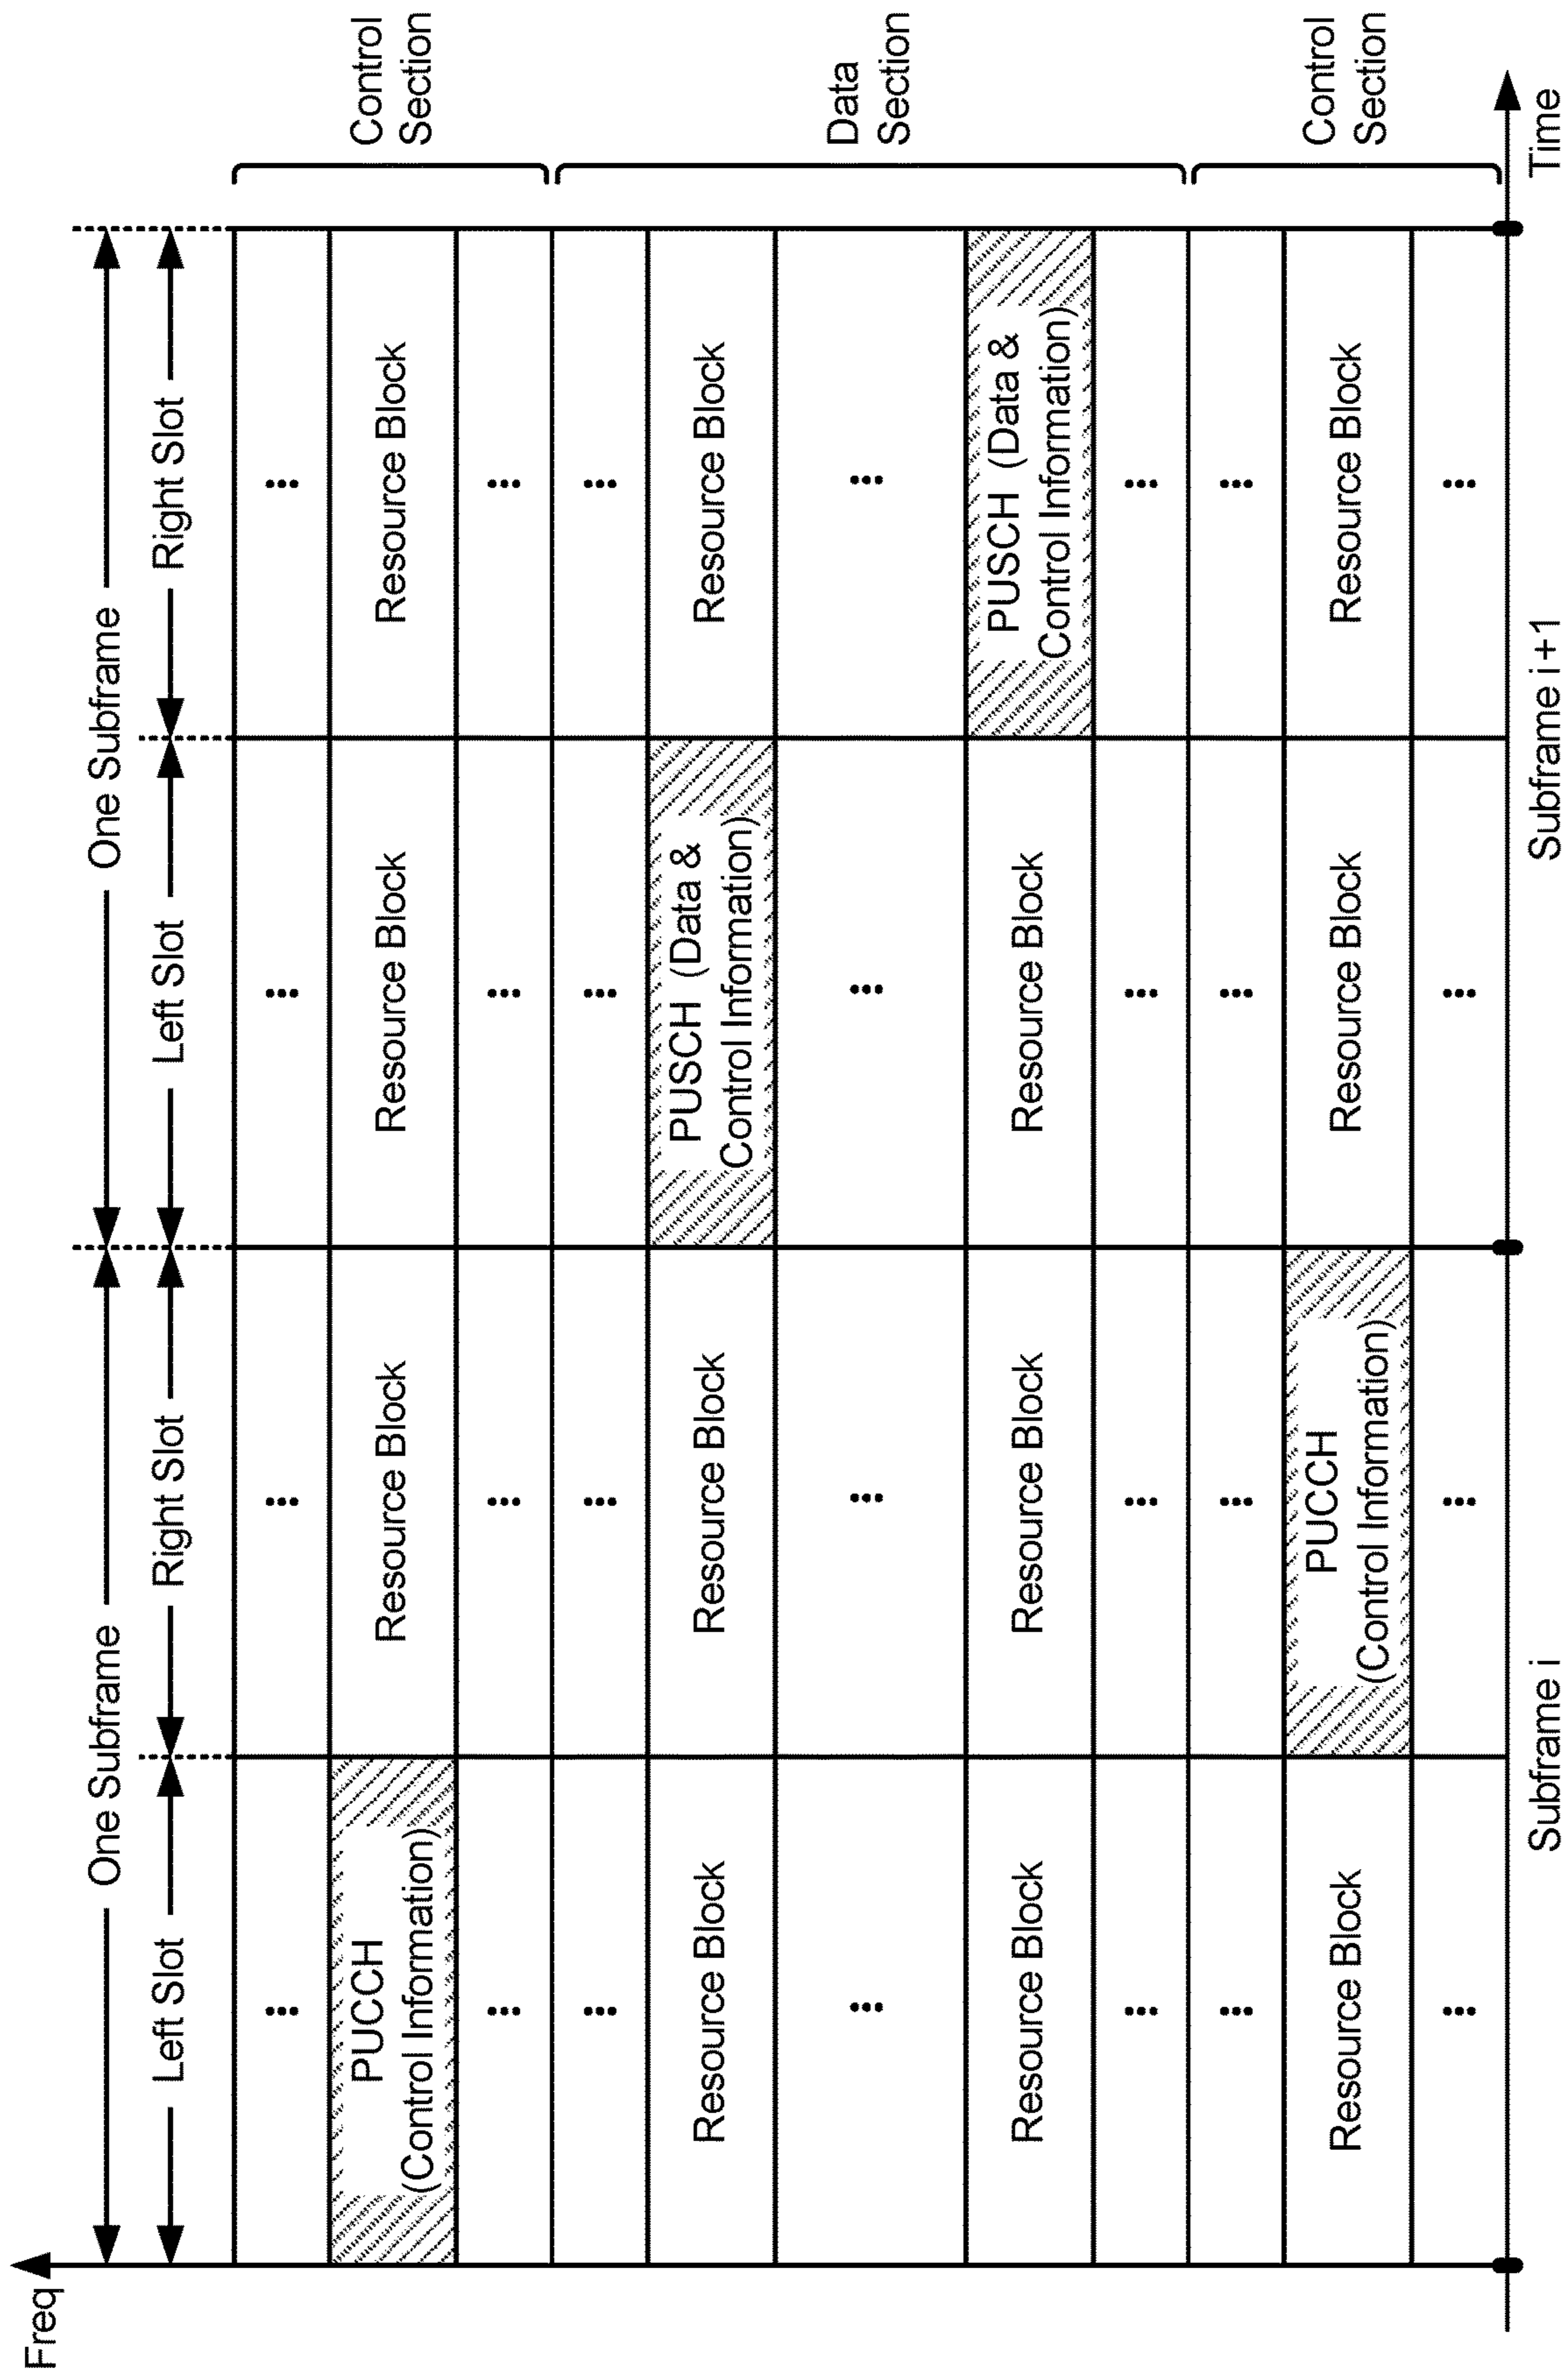 Freq
One Subframe
One Subframe
Left Slot
Right Slot
Left Slot
Right Slot
PUCCH
(Control Information)
Resource Block
Resource Block
Resource Block
Control
Section
Resource Block
Resource Block
PUSCH (Data &
Control Information)
Resource Block
Data
Section
Resource Block
Resource Block
Resource Block
PUSCH (Data &
Control Information)
Resource Block
PUCCH
(Control Information)
Resource Block
Resource Block
Control
Section
Subframe i
Subframe i +1
Time